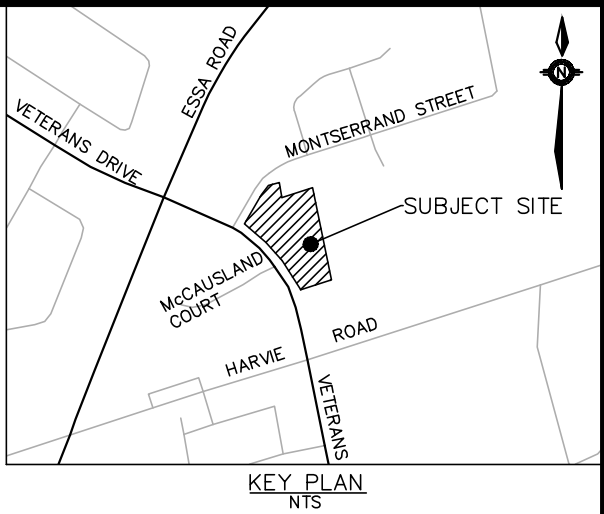 ESSA ROAD
N
VETERANS DRIVE
MONTSERRAND STREET
SUBJECT SITE
McCAUSLAND
COURT
HARVIE ROAD
VETERANS
KEY PLAN
NTS